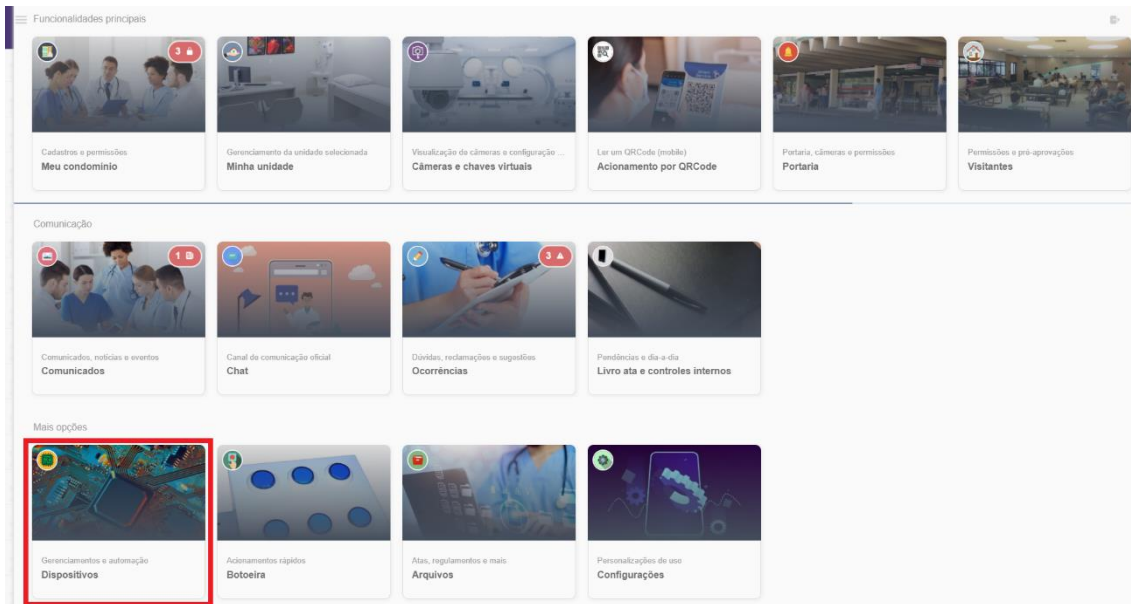 Funcionalidades principais
3
Cadastros e permissões
Meu condomínio
Gerenciamento da unidade selecionada
Minha unidade
Visualização de câmeras e configuração ...
Câmeras e chaves virtuais
Ler um QRCode (mobile)
Acionamento por QRCode
Portaria, câmeras e permissões
Portaria
Permissões e pré-aprovações
Visitantes
Comunicação
1
Comunicados, notícias e eventos
Comunicados
Canal de comunicação oficial
Chat
3
Dúvidas, reclamações e sugestões
Ocorrências
Pendências e dia-a-dia
Livro ata e controles internos
Mais opções
Gerenciamentos e automação
Dispositivos
Acionamentos rápidos
Botoeira
Atas, regulamentos e mais
Arquivos
Personalizações de uso
Configurações